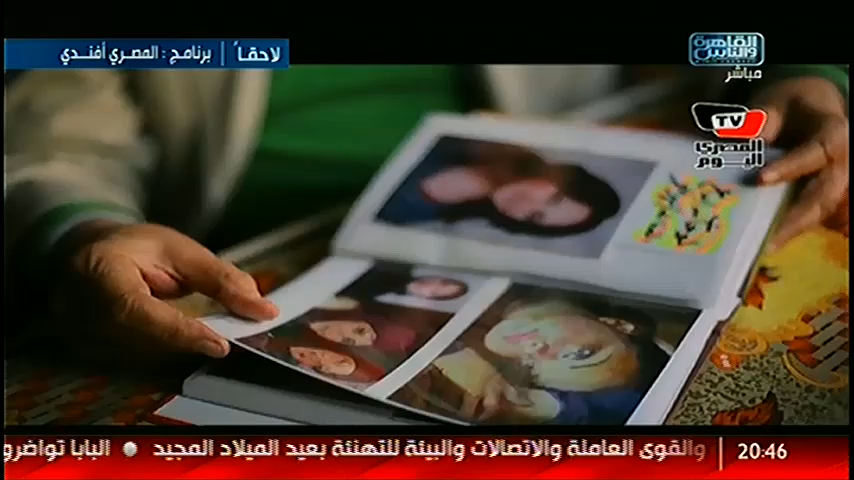 لاحقاً | برنامج : المصري أفندي
القاهرة والناس
مباشر
TV
المصري اليوم
والقوى العاملة والاتصالات والبيئة للتهنئة بعيد الميلاد المجيد ● البابا تواضرو
20:46